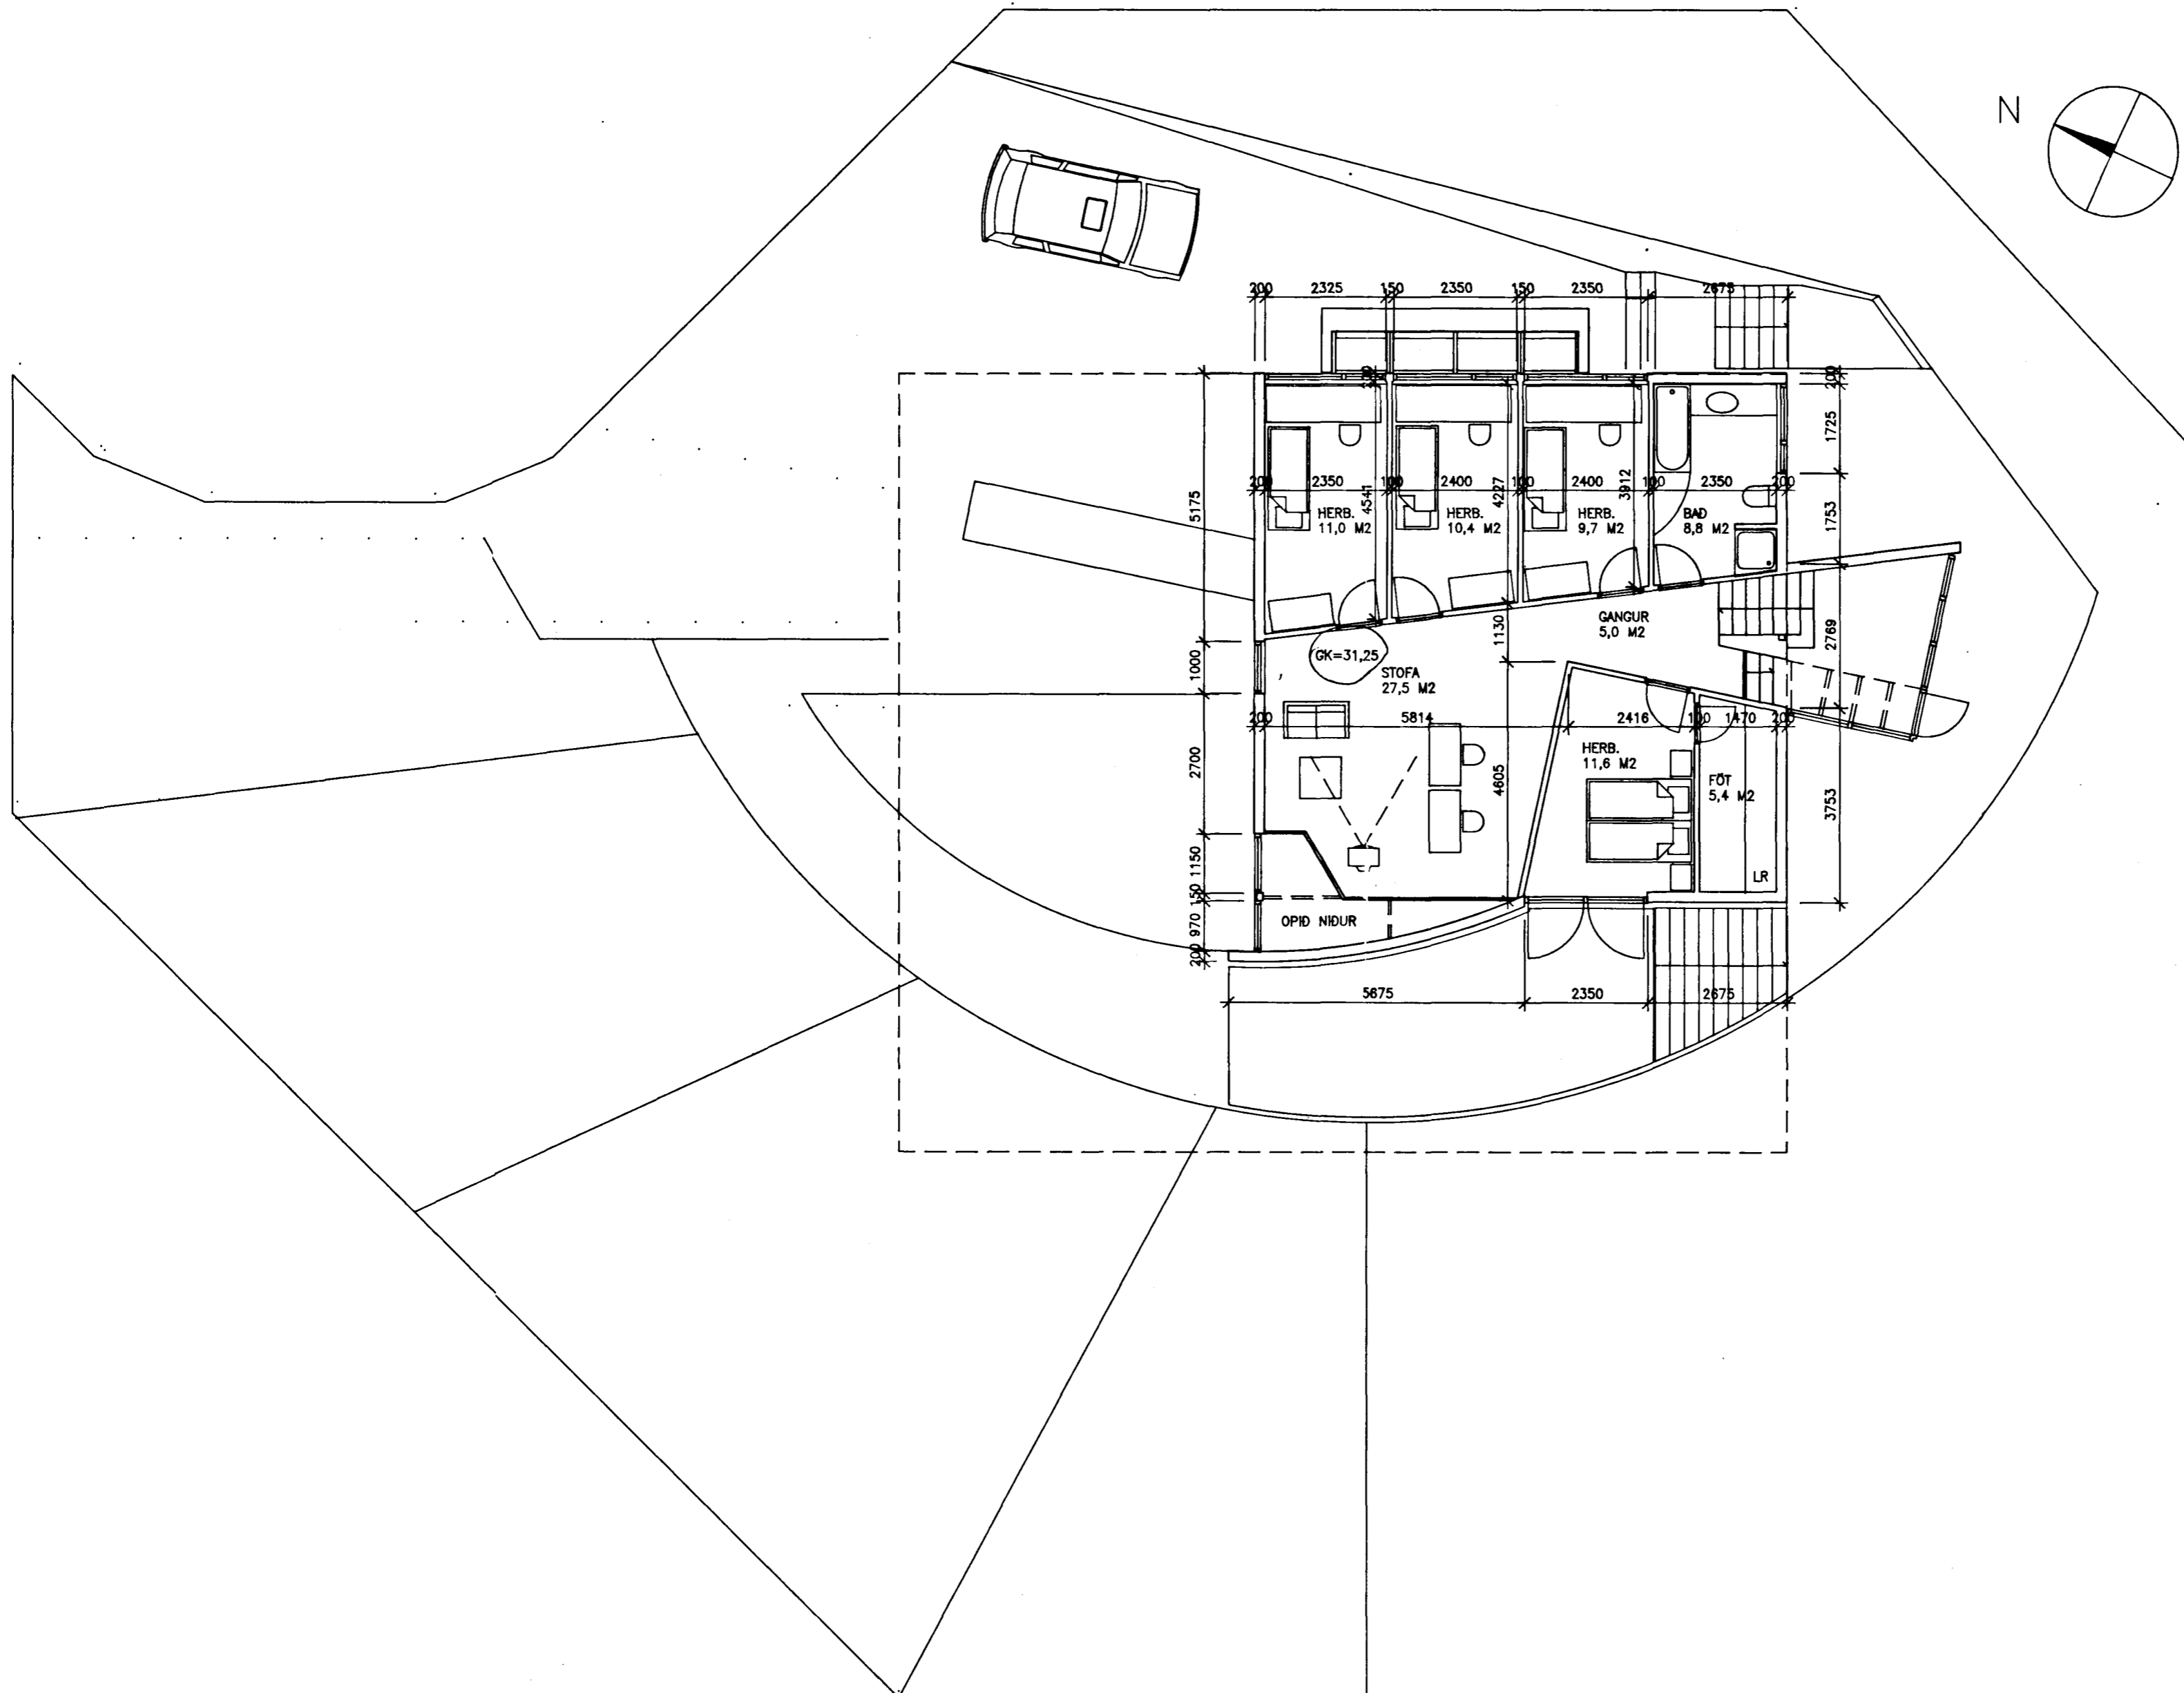 N
200 2325 150 2350 150 2350 2675
200
1725
1753
2769
3753
5175
1000
2700
1150
150
970
200
200 2350 100 2400 100 2400 100 2350 200
4541
4227
3912
HERB.
11,0 M2
HERB.
10,4 M2
HERB.
9,7 M2
BAÐ
8,8 M2
GANGUR
5,0 M2
1130
GK=31,25
STOFA
27,5 M2
200 5814 2416 100 1470 200
4605
HERB.
11,6 M2
FÖT
5,4 M2
LR
OPIÐ NIÐUR
5675 2350 2675